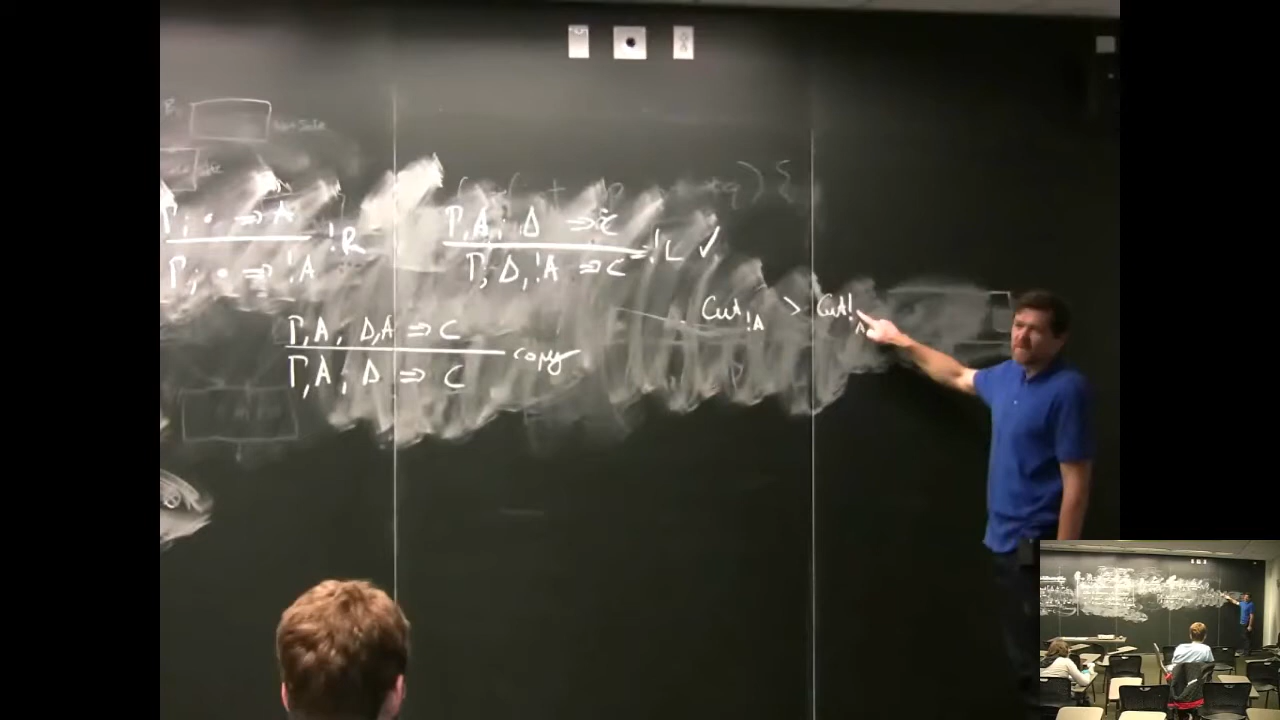 Γ; • ⇒ A
Γ; • ⇒ !A !R
Γ, A; Δ ⇒ C
Γ; Δ, !A ⇒ C !L ✓
Cut!A > Cut!A
Γ, A; Δ, A ⇒ C
Γ, A; Δ ⇒ C copy